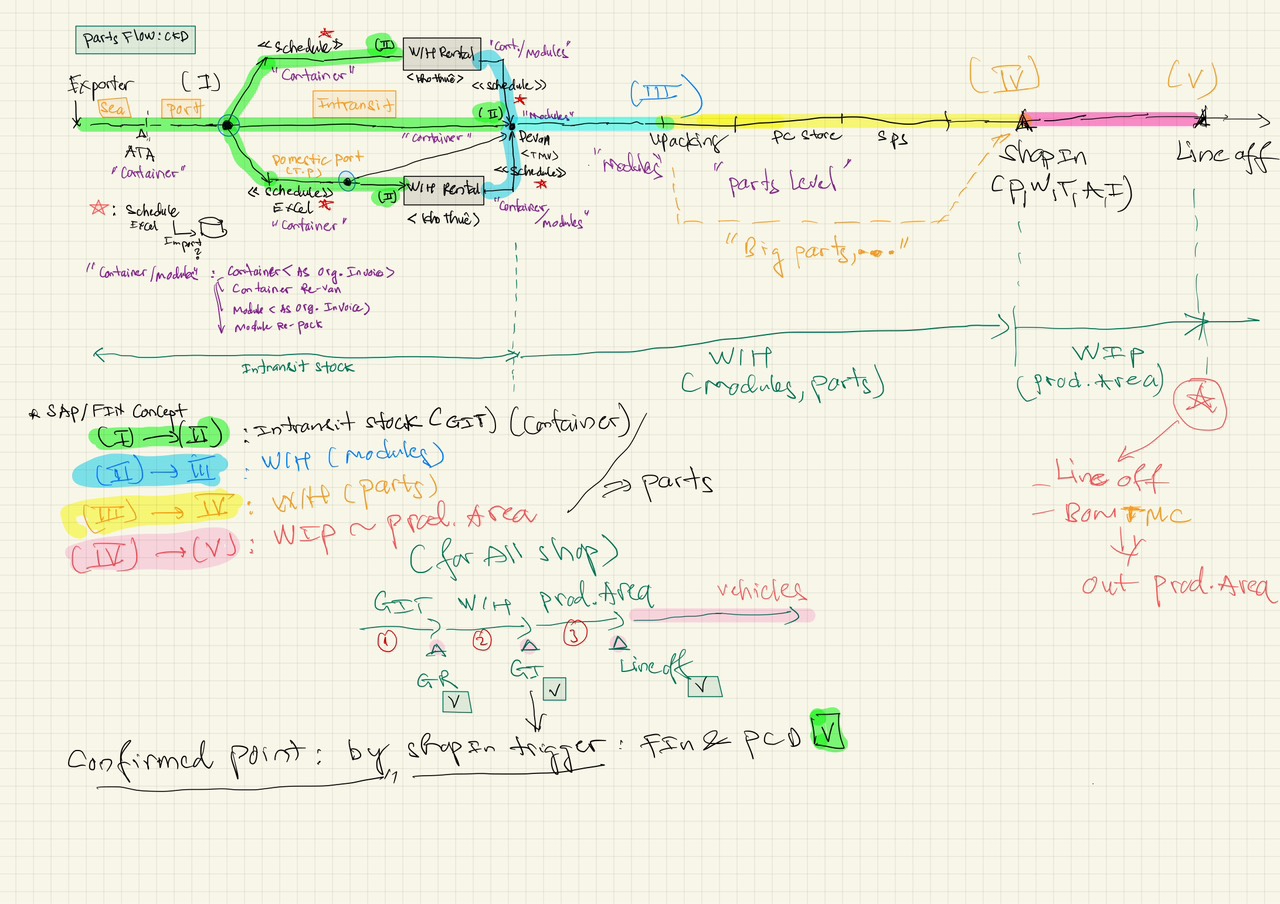 Parts Flow: CKD
<<schedule>>
(II)
W/H Rental
"Cont./modules"
Exporter
(I)
"Container"
<kho thuê>
<<schedule>>
(III)
(IV)
(V)
sea
port
Intransit
(II)
"Modules"
ATA
"Container"
Devan
<TMV>
Upacking
PC Store
SPS
Shop In
(P, W, T, A, I)
Line off
"Container"
Domestic port
(T.P)
<<schedule>>
"Modules"
"parts Level"
<<schedule>>
Excel
(II)
W/H Rental
<kho thuê>
"Container"
"Container
/modules"
"Big parts, ...."
: Schedule
Excel
Import
?
"Container/module" : Container <As org. Invoice>
Container Re-van
Module <As org. Invoice>
Module Re-pack
Intransit stock
W/H
(modules, parts)
WIP
(prod. Area)
* SAP/FIN Concept
(I) → (II) : Intransit stock (GIT) (Container)
(II) → III : W/H (modules)
(III) → IV : W/H (parts)
⇒ parts
(IV) → (V) : WIP ~ prod. Area
(for All shop)
- Line off
- Bom TMC
Out prod. Area
GIT W/H prod. Area vehicles
1 2 3
GR
V
GI
V
Line off
V
Confirmed point: by shop In trigger: FIN & PCD V